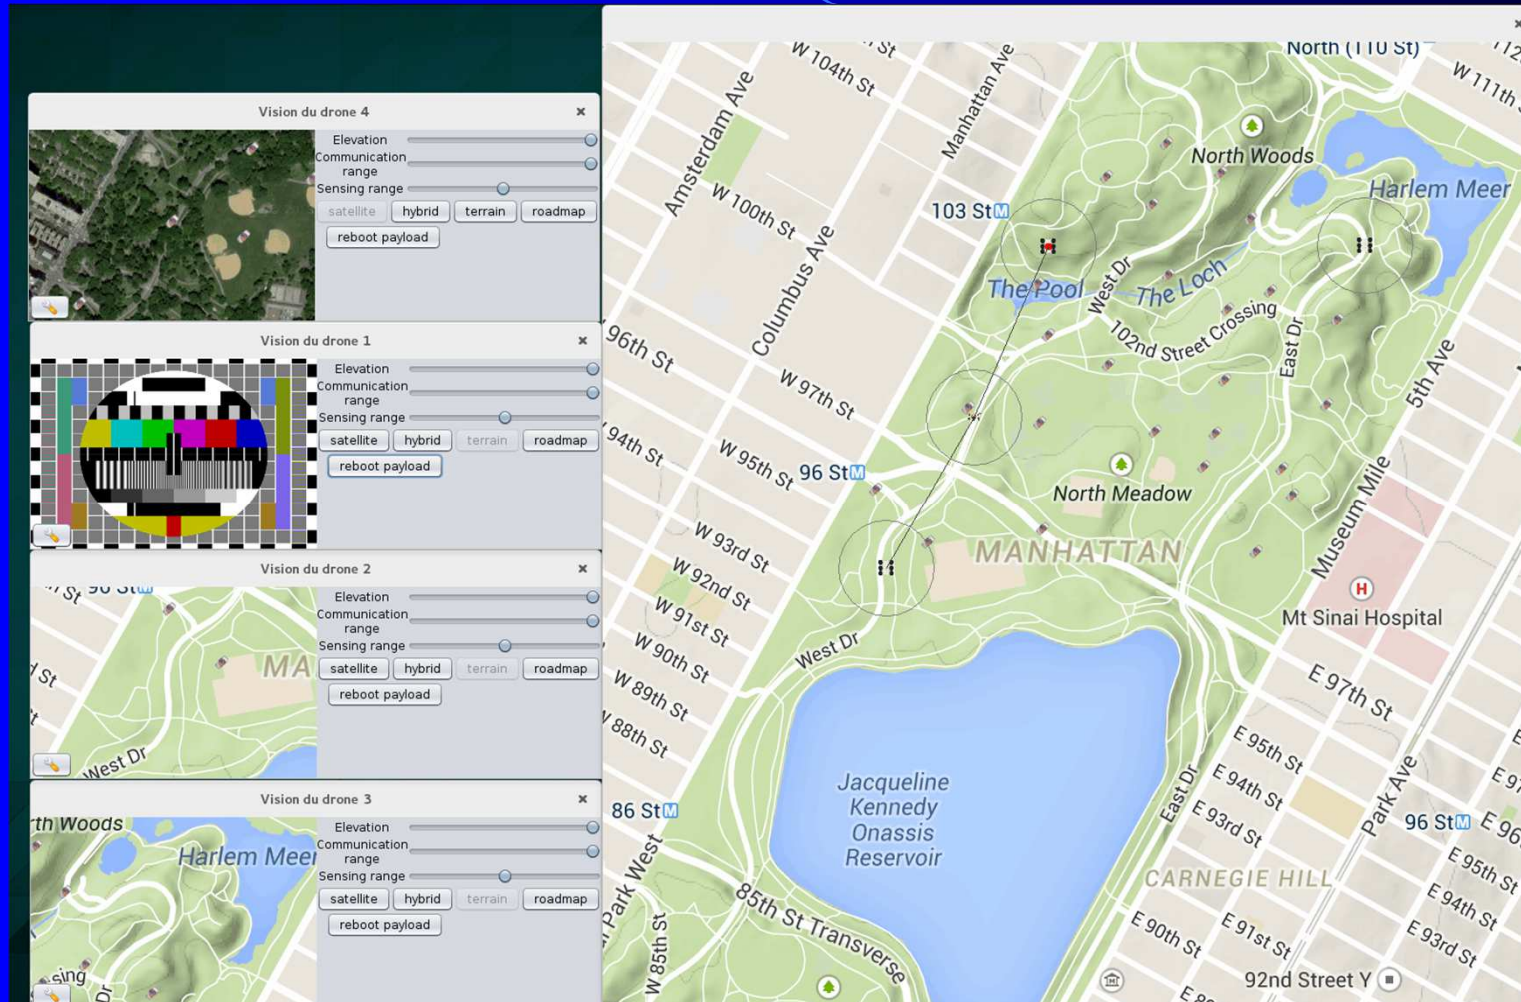 Vision du drone 4
Elevation
Communication
range
Sensing range
satellite
hybrid
terrain
roadmap
reboot payload
Vision du drone 1
Elevation
Communication
range
Sensing range
satellite
hybrid
terrain
roadmap
reboot payload
Vision du drone 2
Elevation
Communication
range
Sensing range
satellite
hybrid
terrain
roadmap
reboot payload
MA
West Dr
Vision du drone 3
Elevation
Communication
range
Sensing range
satellite
hybrid
terrain
roadmap
reboot payload
rth Woods
Harlem Meer
sing
Dr
North (110 St)
W 111th
W 104th St
Manhattan Ave
Amsterdam Ave
North Woods
Harlem Meer
W 100th St
103 St M
Columbus Ave
The Pool
West Dr
The Loch
102nd Street Crossing
East Dr
5th Ave
96th St
W 97th St
94th St
W 95th St
96 St M
North Meadow
Museum Mile
W 93rd St
MANHATTAN
W 92nd St
H
W 91st St
Mt Sinai Hospital
W 90th St
West Dr
W 89th St
E 97th St
88th St
E 95th St
Jacqueline
Kennedy
Onassis
Reservoir
East Dr
E 94th St
Park Ave
86 St M
E 93rd St
96 St M
E 96
E 95th St
CARNEGIE HILL
Park West
85th St Transverse
E 94th St
E 90th St
E 91st St
E 93rd St
W 85th St
92nd Street Y